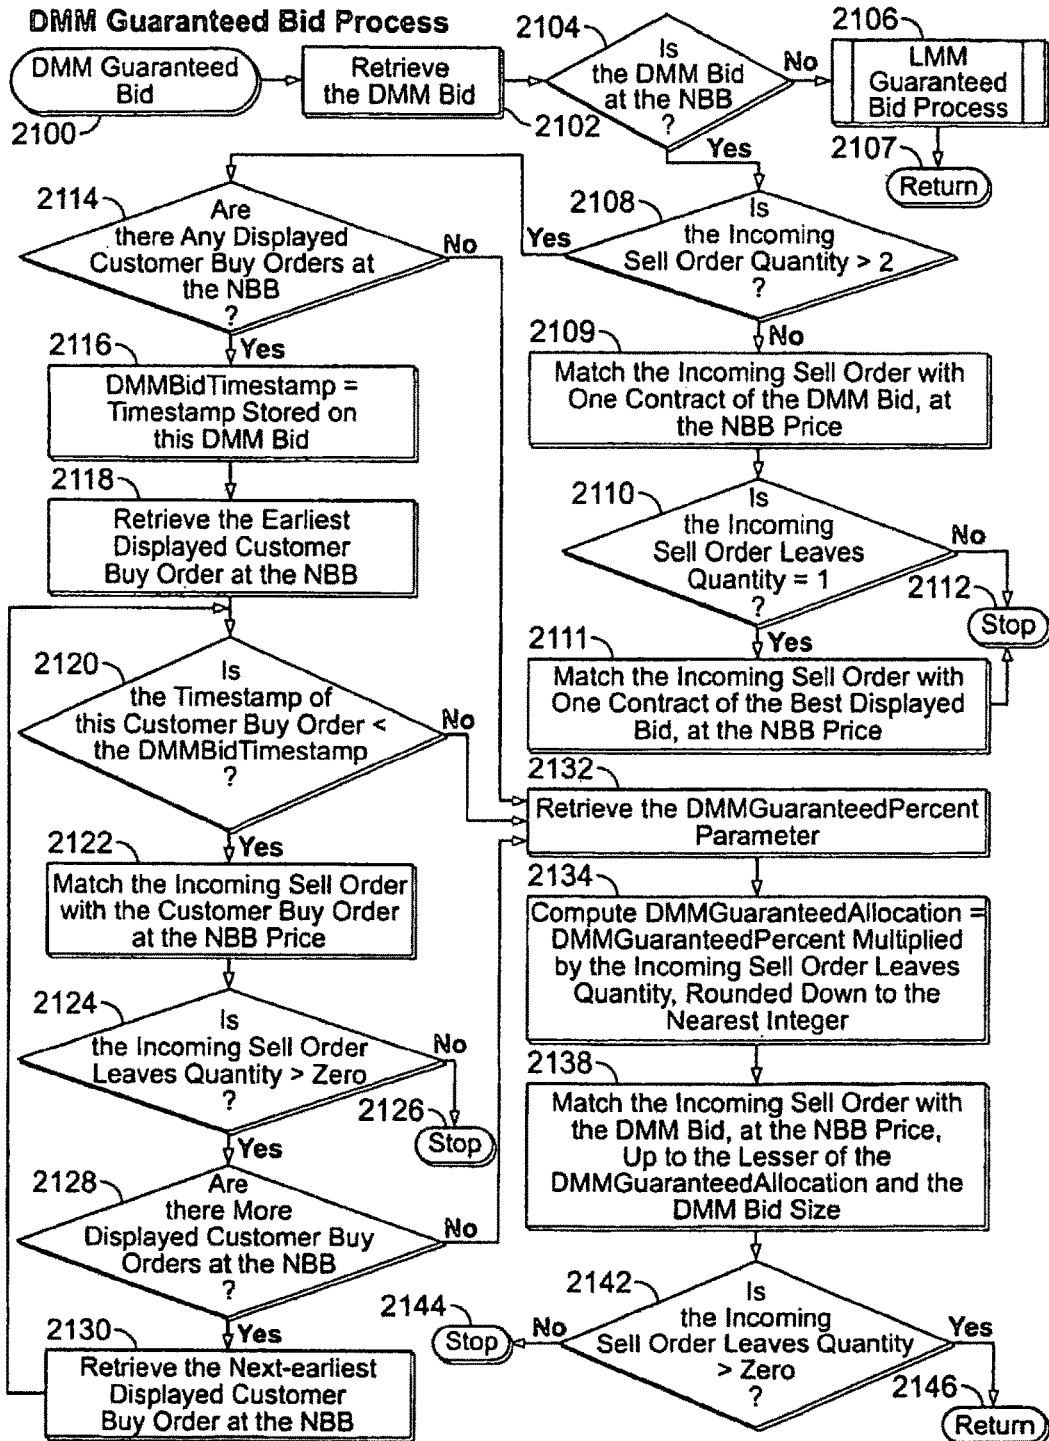 DMM Guaranteed Bid Process
DMM Guaranteed
Bid
2100
Retrieve
the DMM Bid
2102
2104
Is
the DMM Bid
at the NBB
?
No
Yes
2106
LMM
Guaranteed
Bid Process
2107
Return
2108
Is
the Incoming
Sell Order Quantity > 2
?
Yes
No
2114
Are
there Any Displayed
Customer Buy Orders at
the NBB
?
No
Yes
2116
DMMBidTimestamp =
Timestamp Stored on
this DMM Bid
2118
Retrieve the Earliest
Displayed Customer
Buy Order at the NBB
2109
Match the Incoming Sell Order with
One Contract of the DMM Bid, at
the NBB Price
2110
Is
the Incoming
Sell Order Leaves
Quantity = 1
?
No
Yes
2112
Stop
2111
Match the Incoming Sell Order with
One Contract of the Best Displayed
Bid, at the NBB Price
2120
Is
the Timestamp of
this Customer Buy Order <
the DMMBidTimestamp
?
No
Yes
2122
Match the Incoming Sell Order
with the Customer Buy Order
at the NBB Price
2124
Is
the Incoming Sell Order
Leaves Quantity > Zero
?
No
Yes
2126
Stop
2128
Are
there More
Displayed Customer Buy
Orders at the NBB
?
No
Yes
2130
Retrieve the Next-earliest
Displayed Customer
Buy Order at the NBB
2132
Retrieve the DMMGuaranteedPercent
Parameter
2134
Compute DMMGuaranteedAllocation =
DMMGuaranteedPercent Multiplied
by the Incoming Sell Order Leaves
Quantity, Rounded Down to the
Nearest Integer
2138
Match the Incoming Sell Order with
the DMM Bid, at the NBB Price,
Up to the Lesser of the
DMMGuaranteedAllocation and the
DMM Bid Size
2142
Is
the Incoming
Sell Order Leaves Quantity
> Zero
?
No
Yes
2144
Stop
2146
Return